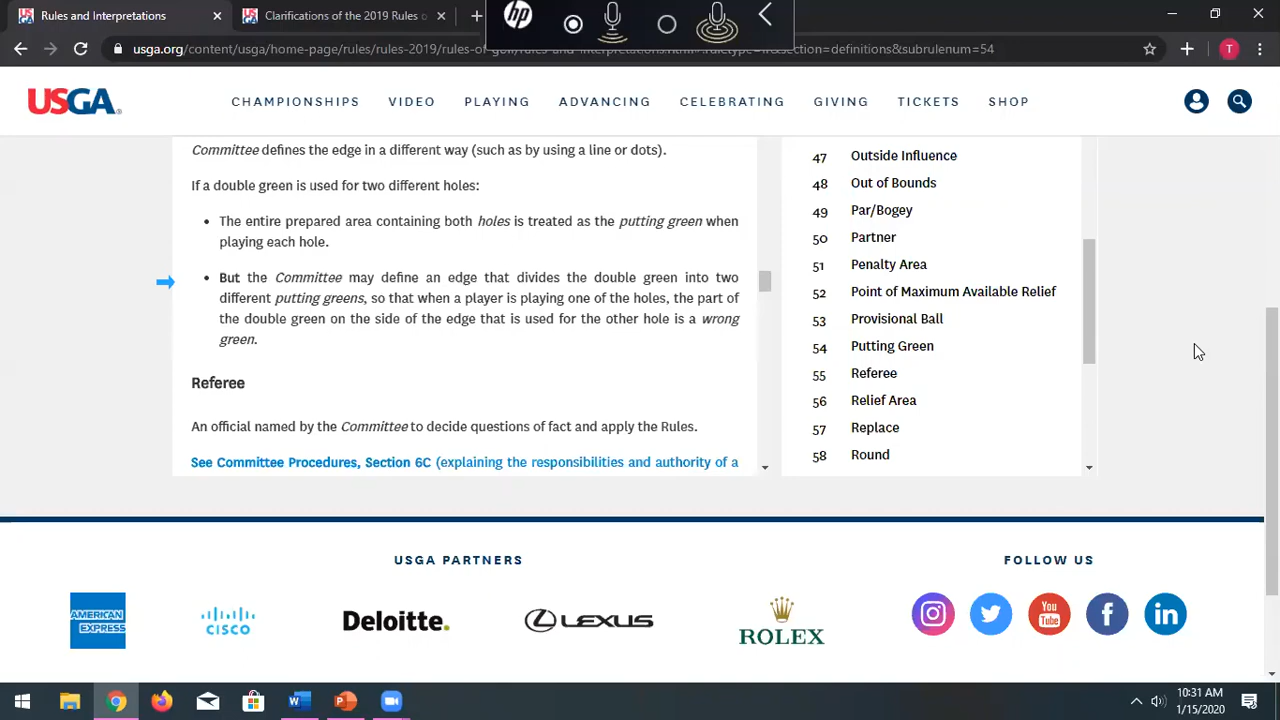 Rules and Interpretations
Clarifications of the 2019 Rules o
hp
usga.org/content/usga/home-page/rules/rules-2019/rules-of-golf/rules-and-interpretations.html
section=definitions&subrulenum=54
T
USGA
CHAMPIONSHIPS VIDEO PLAYING ADVANCING CELEBRATING GIVING TICKETS SHOP
Committee defines the edge in a different way (such as by using a line or dots).
If a double green is used for two different holes:
• The entire prepared area containing both holes is treated as the putting green when
playing each hole.
• But the Committee may define an edge that divides the double green into two
different putting greens, so that when a player is playing one of the holes, the part of
the double green on the side of the edge that is used for the other hole is a wrong
green.
Referee
An official named by the Committee to decide questions of fact and apply the Rules.
See Committee Procedures, Section 6C (explaining the responsibilities and authority of a
47 Outside Influence
48 Out of Bounds
49 Par/Bogey
50 Partner
51 Penalty Area
52 Point of Maximum Available Relief
53 Provisional Ball
54 Putting Green
55 Referee
56 Relief Area
57 Replace
58 Round
USGA PARTNERS
FOLLOW US
AMERICAN
EXPRESS
CISCO
Deloitte.
LEXUS
ROLEX
You
Tube
f
in
W
P
10:31 AM
1/15/2020